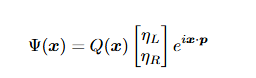 Ψ(x) = Q(x) [η_L η_R] e^{ix·p}